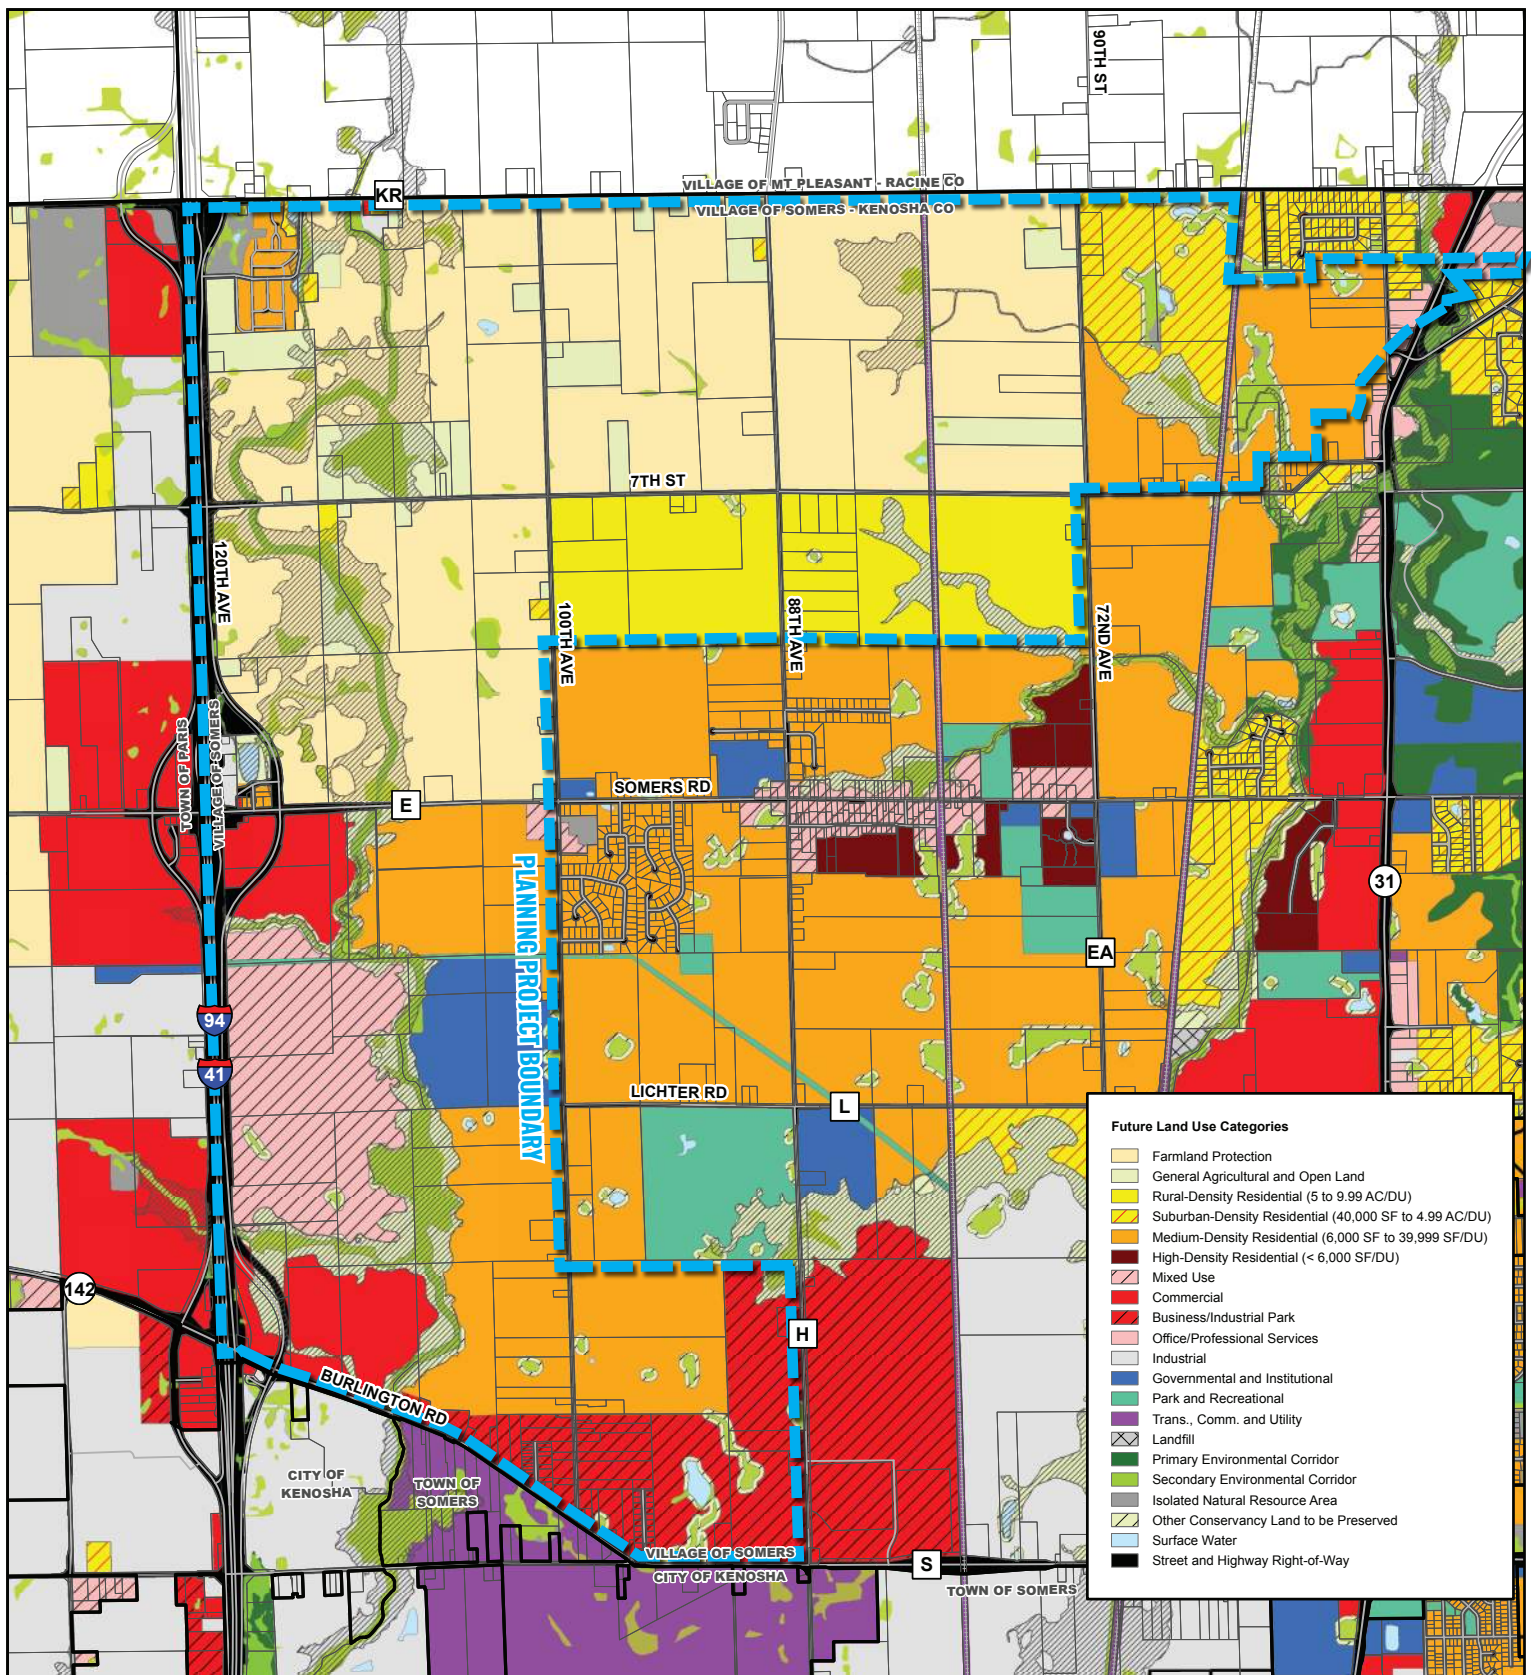 90TH ST
VILLAGE OF MT PLEASANT - RACINE CO
KR
VILLAGE OF SOMERS - KENOSHA CO
7TH ST
120TH AVE
100TH AVE
88TH AVE
72ND AVE
TOWN OF PARIS
VILLAGE OF SOMERS
SOMERS RD
E
PLANNING PROJECT BOUNDARY
31
EA
94
41
LICHTER RD
L
142
H
BURLINGTON RD
CITY OF
KENOSHA
TOWN OF
SOMERS
VILLAGE OF SOMERS
CITY OF KENOSHA
S
TOWN OF SOMERS
Future Land Use Categories
Farmland Protection
General Agricultural and Open Land
Rural-Density Residential (5 to 9.99 AC/DU)
Suburban-Density Residential (40,000 SF to 4.99 AC/DU)
Medium-Density Residential (6,000 SF to 39,999 SF/DU)
High-Density Residential (< 6,000 SF/DU)
Mixed Use
Commercial
Business/Industrial Park
Office/Professional Services
Industrial
Governmental and Institutional
Park and Recreational
Trans., Comm. and Utility
Landfill
Primary Environmental Corridor
Secondary Environmental Corridor
Isolated Natural Resource Area
Other Conservancy Land to be Preserved
Surface Water
Street and Highway Right-of-Way